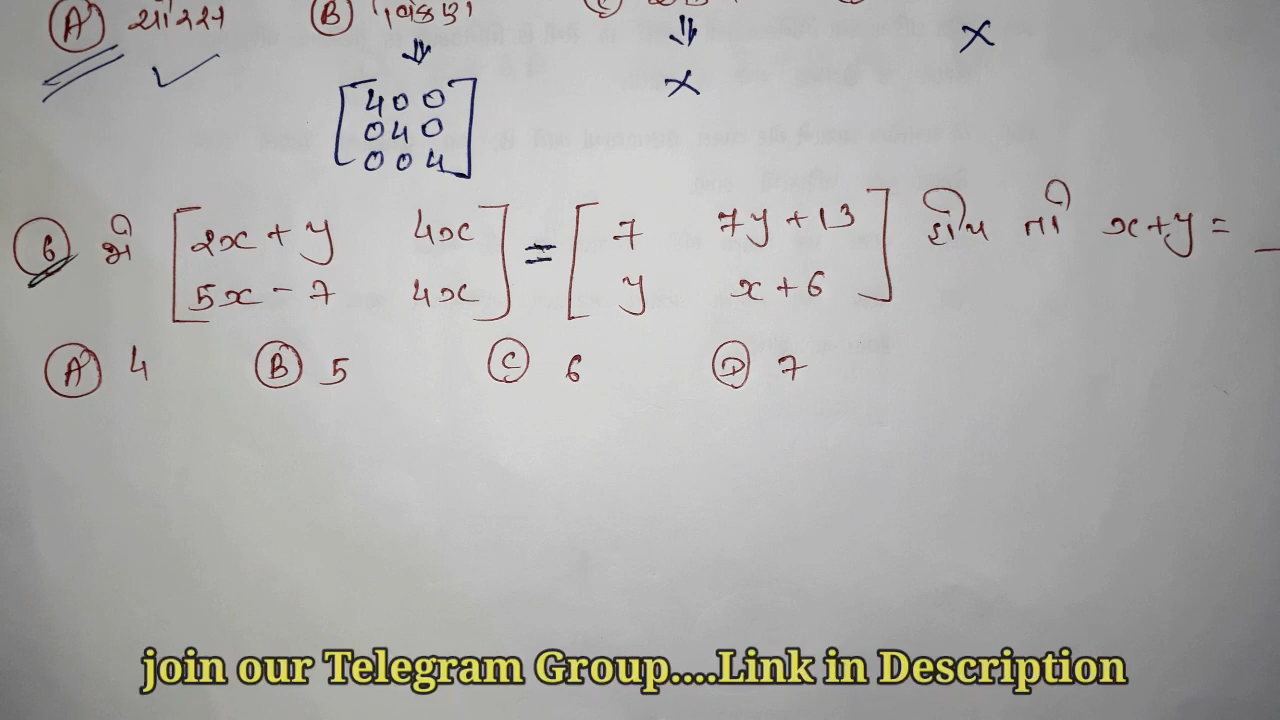 (A) ચોરસ (B) વિકર્ણ
[4 0 0
0 4 0
0 0 4]
(6) જો [2x + y 4x] = [7 7y + 13] હોય તો x+y = _
[5x - 7 4x] [y x + 6]
(A) 4 (B) 5 (C) 6 (D) 7
join our Telegram Group....Link in Description